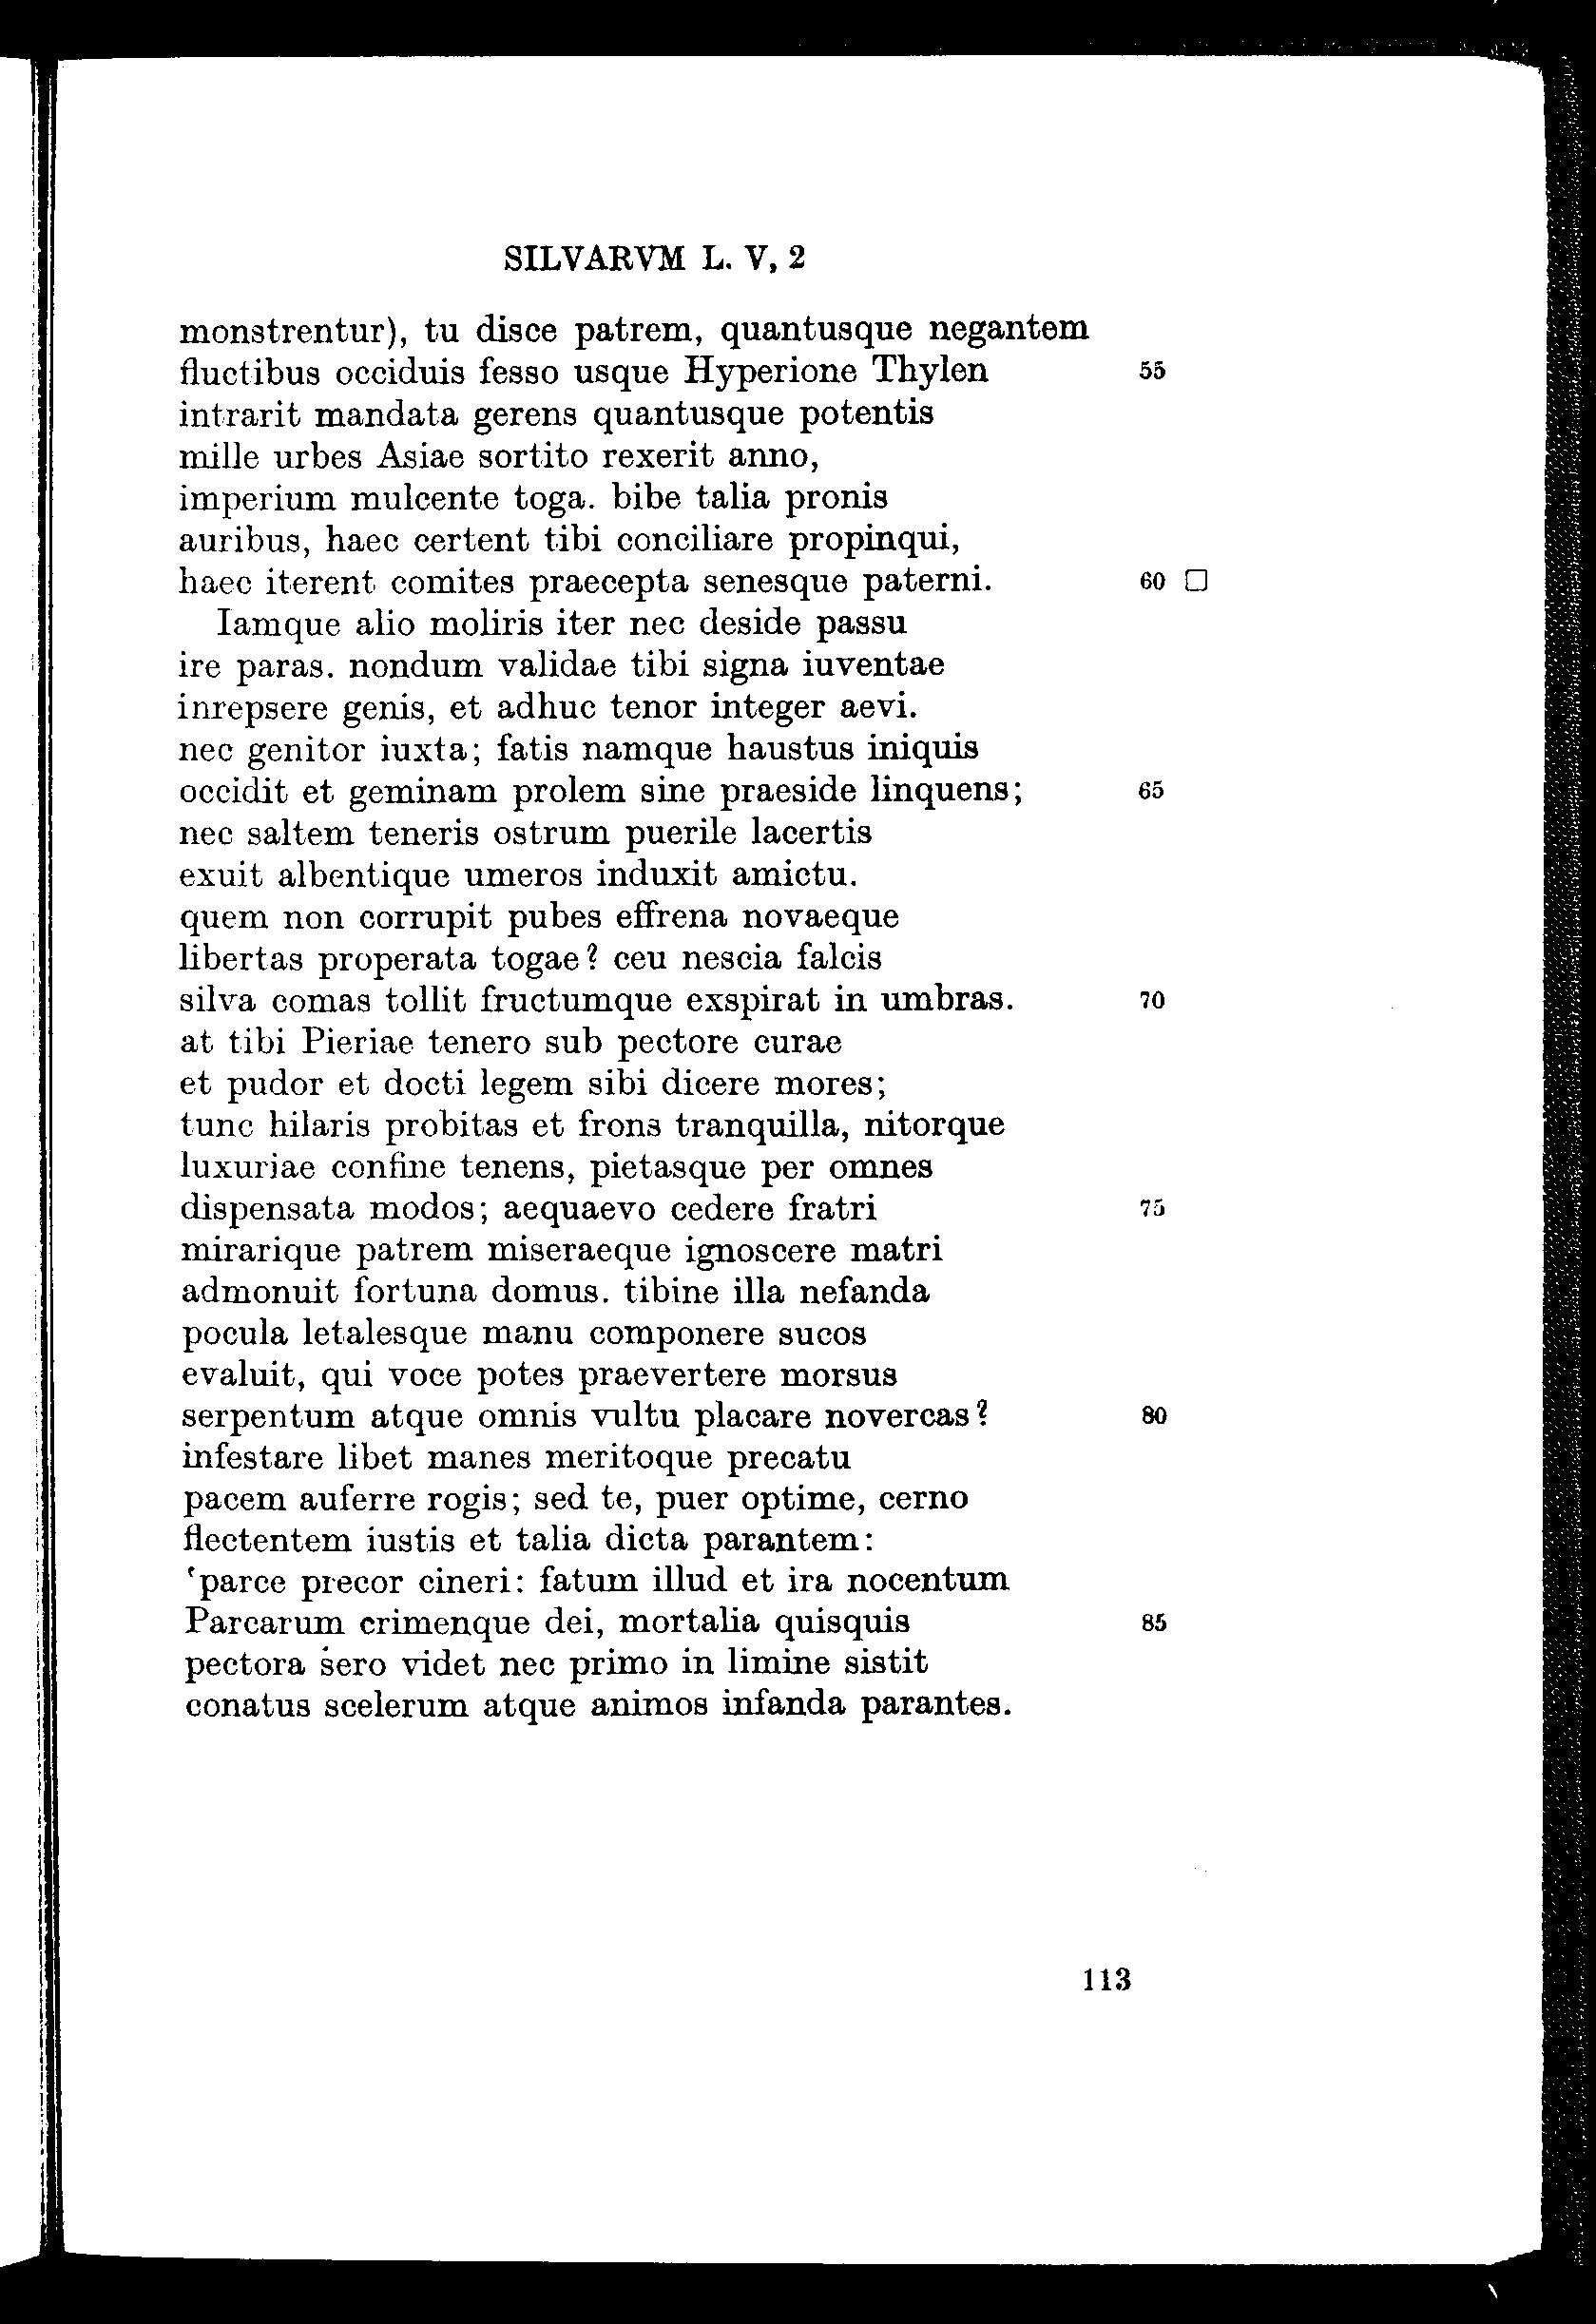 SILVARVM L. V, 2
monstrentur), tu disce patrem, quantusque negantem
fluctibus occiduis fesso usque Hyperione Thylen 55
intrarit mandata gerens quantusque potentis
mille urbes Asiae sortito rexerit anno,
imperium mulcente toga. bibe talia pronis
auribus, haec certent tibi conciliare propinqui,
haec iterent comites praecepta senesque paterni. 60 □
Iamque alio moliris iter nec deside passu
ire paras. nondum validae tibi signa iuventae
inrepsere genis, et adhuc tenor integer aevi.
nec genitor iuxta; fatis namque haustus iniquis
occidit et geminam prolem sine praeside linquens; 65
nec saltem teneris ostrum puerile lacertis
exuit albentique umeros induxit amictu.
quem non corrupit pubes effrena novaeque
libertas properata togae? ceu nescia falcis
silva comas tollit fructumque exspirat in umbras. 70
at tibi Pieriae tenero sub pectore curae
et pudor et docti legem sibi dicere mores;
tunc hilaris probitas et frons tranquilla, nitorque
luxuriae confine tenens, pietasque per omnes
dispensata modos; aequaevo cedere fratri 75
mirarique patrem miseraeque ignoscere matri
admonuit fortuna domus. tibine illa nefanda
pocula letalesque manu componere sucos
evaluit, qui voce potes praevertere morsus
serpentum atque omnis vultu placare novercas? 80
infestare libet manes meritoque precatu
pacem auferre rogis; sed te, puer optime, cerno
flectentem iustis et talia dicta parantem:
‘parce precor cineri: fatum illud et ira nocentum
Parcarum crimenque dei, mortalia quisquis 85
pectora sero videt nec primo in limine sistit
conatus scelerum atque animos infanda parantes.
113